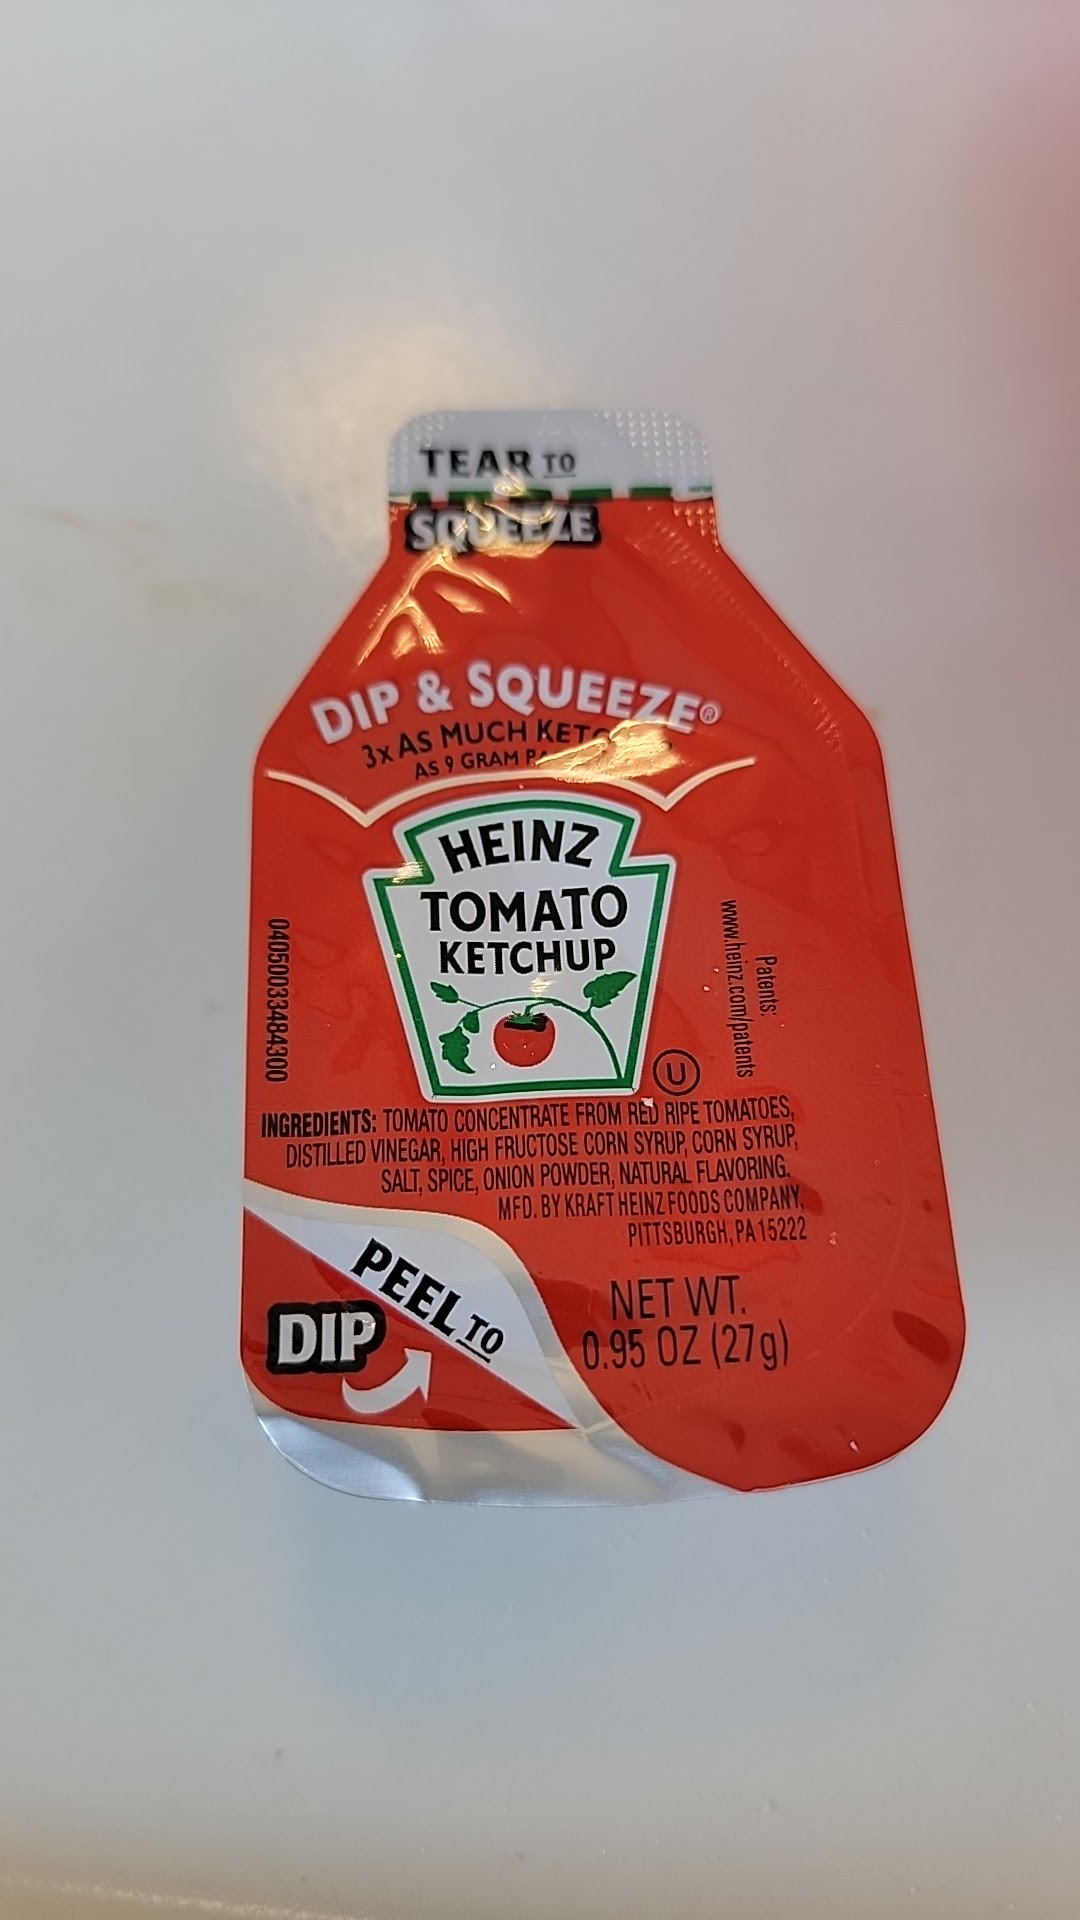 TEAR TO
SQUEEZE
DIP & SQUEEZE®
3x AS MUCH
AS 9 GRAM
HEINZ
TOMATO
KETCHUP
04050033484300
Patents:
www.heinz.com/patents
U
INGREDIENTS: TOMATO CONCENTRATE FROM RED RIPE TOMATOES,
DISTILLED VINEGAR, HIGH FRUCTOSE CORN SYRUP, CORN SYRUP,
SALT, SPICE, ONION POWDER, NATURAL FLAVORING.
MFD. BY KRAFT HEINZ FOODS COMPANY,
PITTSBURGH, PA 15222
PEEL TO
DIP
NET WT.
0.95 OZ (27g)